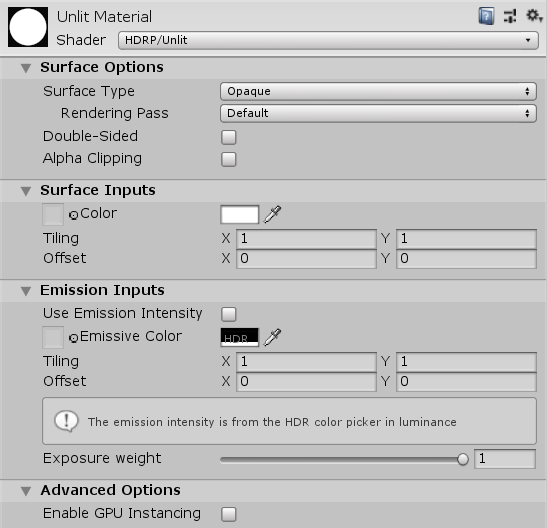 Unlit Material
Shader HDRP/Unlit
Surface Options
Surface Type Opaque
Rendering Pass Default
Double-Sided
Alpha Clipping
Surface Inputs
Color
Tiling X 1 Y 1
Offset X 0 Y 0
Emission Inputs
Use Emission Intensity
Emissive Color HDR
Tiling X 1 Y 1
Offset X 0 Y 0
The emission intensity is from the HDR color picker in luminance
Exposure weight 1
Advanced Options
Enable GPU Instancing